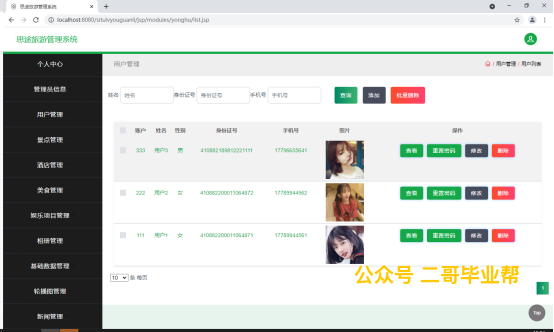 思途旅游管理系统
localhost:8080/situlvyouguanli/jsp/modules/yonghu/list.jsp
思途旅游管理系统
个人中心
管理员信息
用户管理
景点管理
酒店管理
美食管理
娱乐项目管理
相册管理
基础数据管理
轮播图管理
新闻管理
用户管理
/ 用户管理 / 用户列表
姓名 姓名 身份证号 身份证号 手机号 手机号 查询 添加 批量删除
账户 姓名 性别 身份证号 手机号 照片 操作
333 用户3 男 410882189812221111 17796655641 查看 重置密码 修改 删除
222 用户2 女 410882200011064872 17789944562 查看 重置密码 修改 删除
111 用户1 女 410882200011064871 17789944561 查看 重置密码 修改 删除
10 条 每页
公众号 二哥毕业帮
1
Top